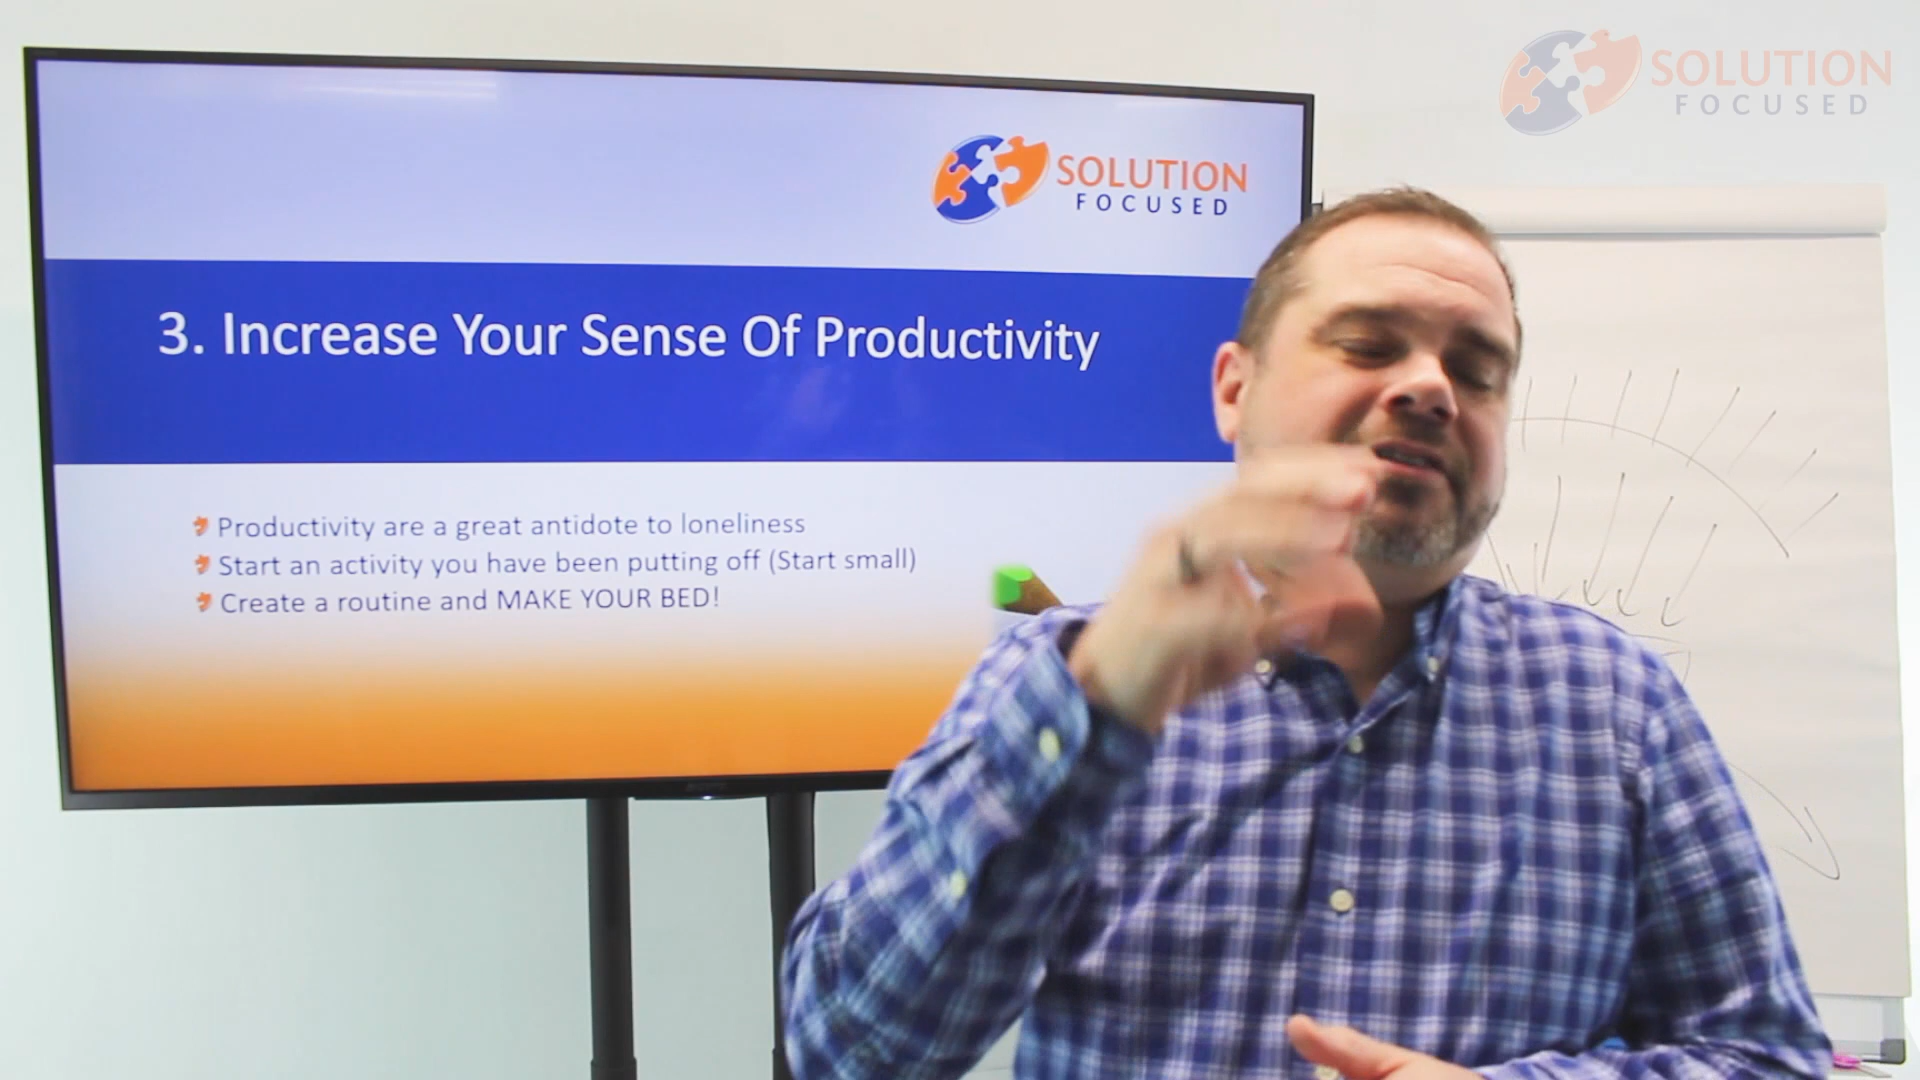 SOLUTION
FOCUSED
SOLUTION
FOCUSED
3. Increase Your Sense Of Productivity
Productivity are a great antidote to loneliness
Start an activity you have been putting off (Start small)
Create a routine and MAKE YOUR BED!